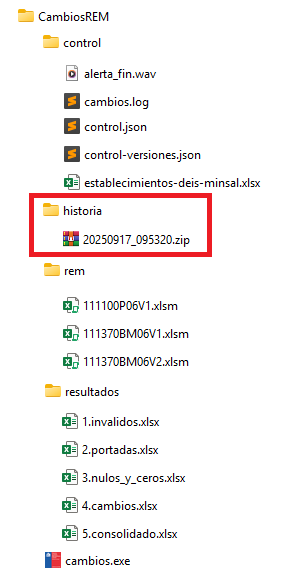 CambiosREM
control
alerta_fin.wav
cambios.log
control.json
control-versiones.json
establecimientos-deis-minsal.xlsx
historia
20250917_095320.zip
rem
111100P06V1.xlsm
111370BM06V1.xlsm
111370BM06V2.xlsm
resultados
1.invalidos.xlsx
2.portadas.xlsx
3.nulos_y_ceros.xlsx
4.cambios.xlsx
5.consolidado.xlsx
cambios.exe